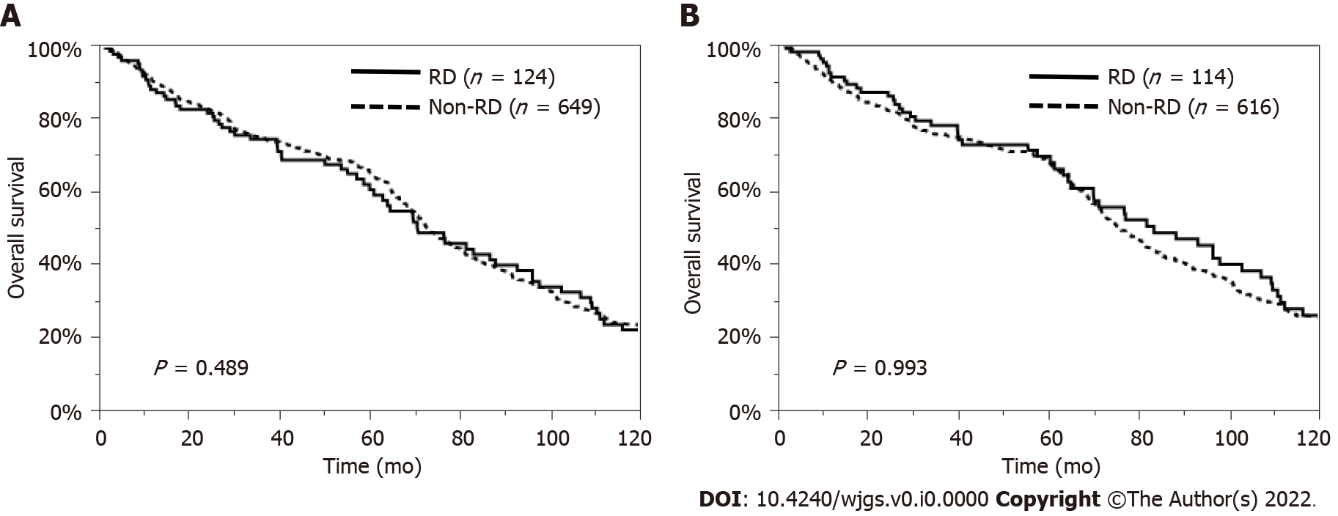 A
100%
80%
60%
40%
20%
0%
Overall survival
RD (n = 124)
Non-RD (n = 649)
P = 0.489
0 20 40 60 80 100 120
Time (mo)
B
100%
80%
60%
40%
20%
0%
Overall survival
RD (n = 114)
Non-RD (n = 616)
P = 0.993
0 20 40 60 80 100 120
Time (mo)
DOI: 10.4240/wjgs.v0.i0.0000 Copyright ©The Author(s) 2022.